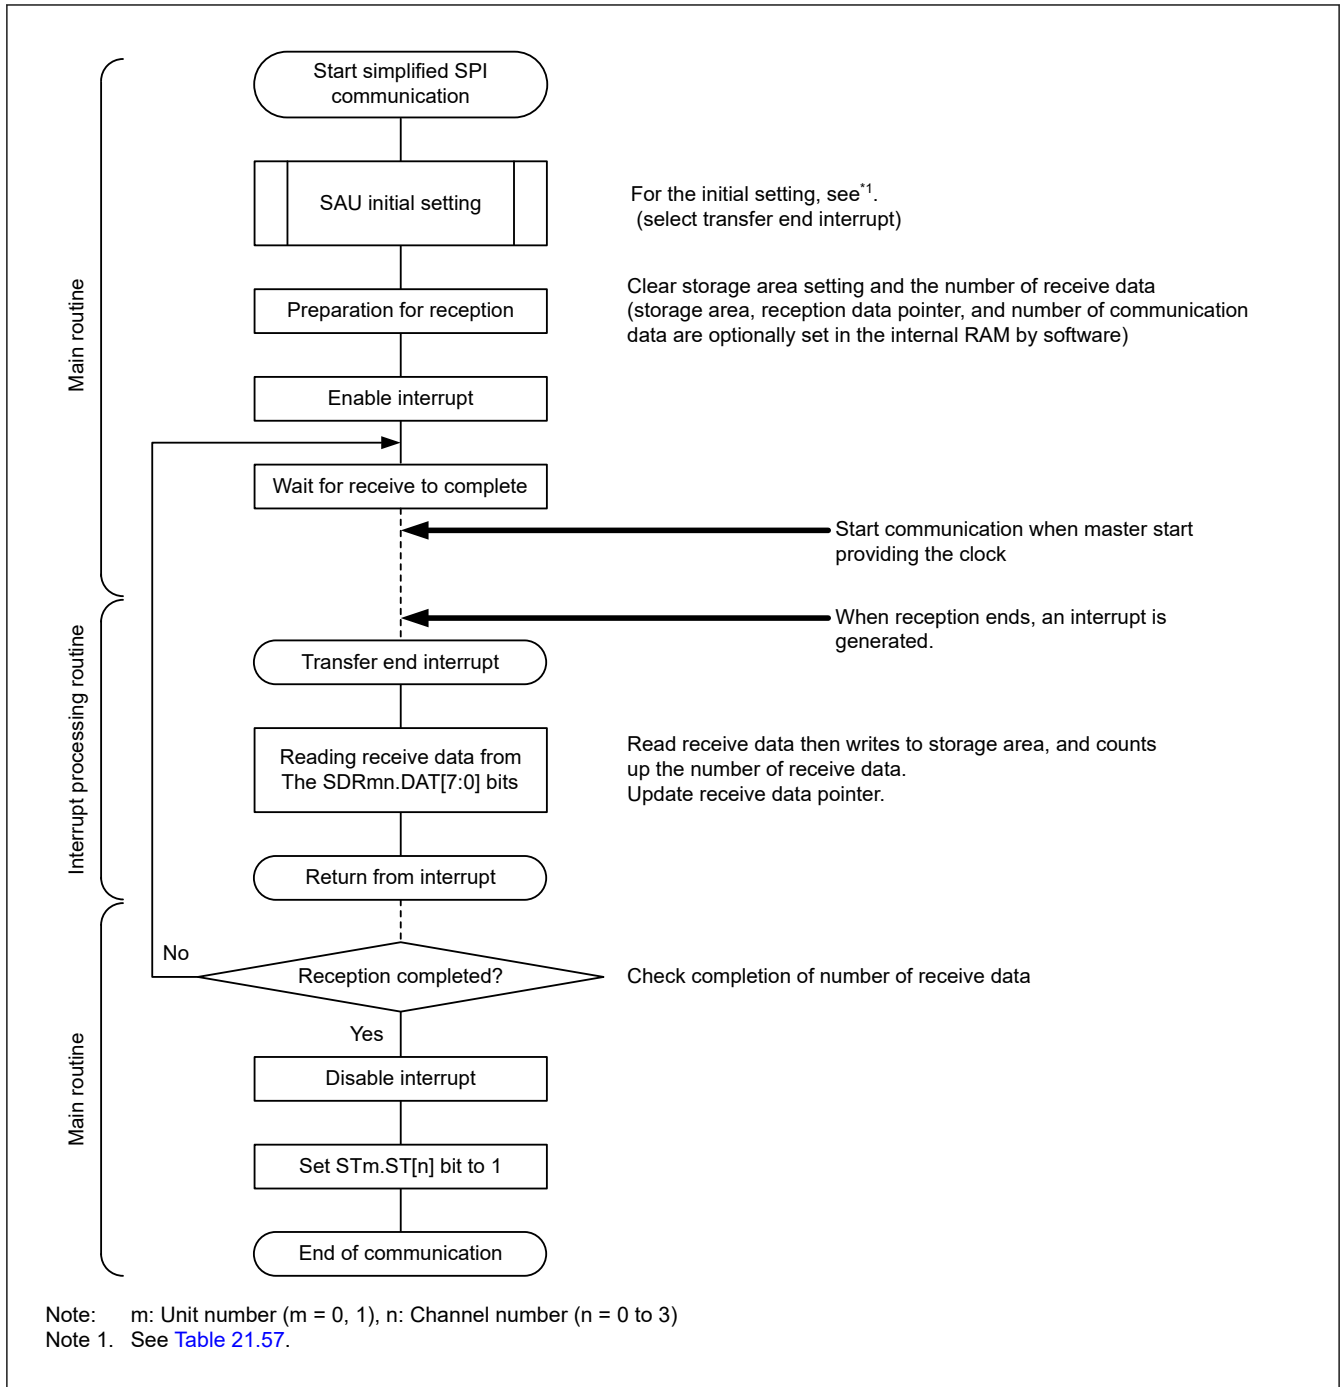 Start simplified SPI
communication
SAU initial setting
For the initial setting, see*1.
(select transfer end interrupt)
Main routine
Preparation for reception
Clear storage area setting and the number of receive data
(storage area, reception data pointer, and number of communication
data are optionally set in the internal RAM by software)
Enable interrupt
Wait for receive to complete
Start communication when master start
providing the clock
When reception ends, an interrupt is
generated.
Interrupt processing routine
Transfer end interrupt
Reading receive data from
The SDRmn.DAT[7:0] bits
Read receive data then writes to storage area, and counts
up the number of receive data.
Update receive data pointer.
Return from interrupt
No
Reception completed?
Check completion of number of receive data
Yes
Main routine
Disable interrupt
Set STm.ST[n] bit to 1
End of communication
Note: m: Unit number (m = 0, 1), n: Channel number (n = 0 to 3)
Note 1. See Table 21.57.